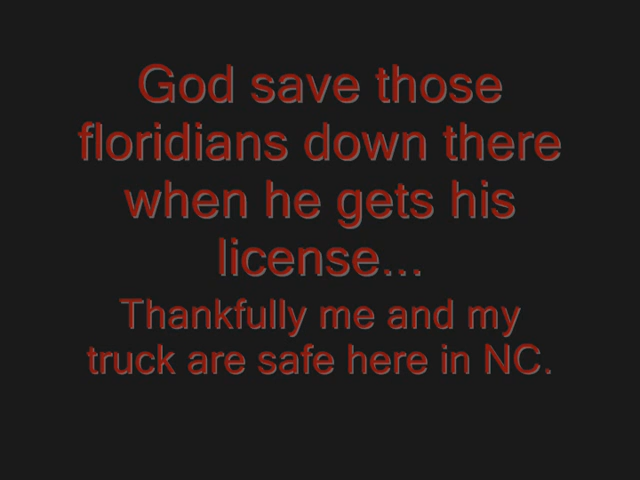 God save those
floridians down there
when he gets his
license...
Thankfully me and my
truck are safe here in NC.